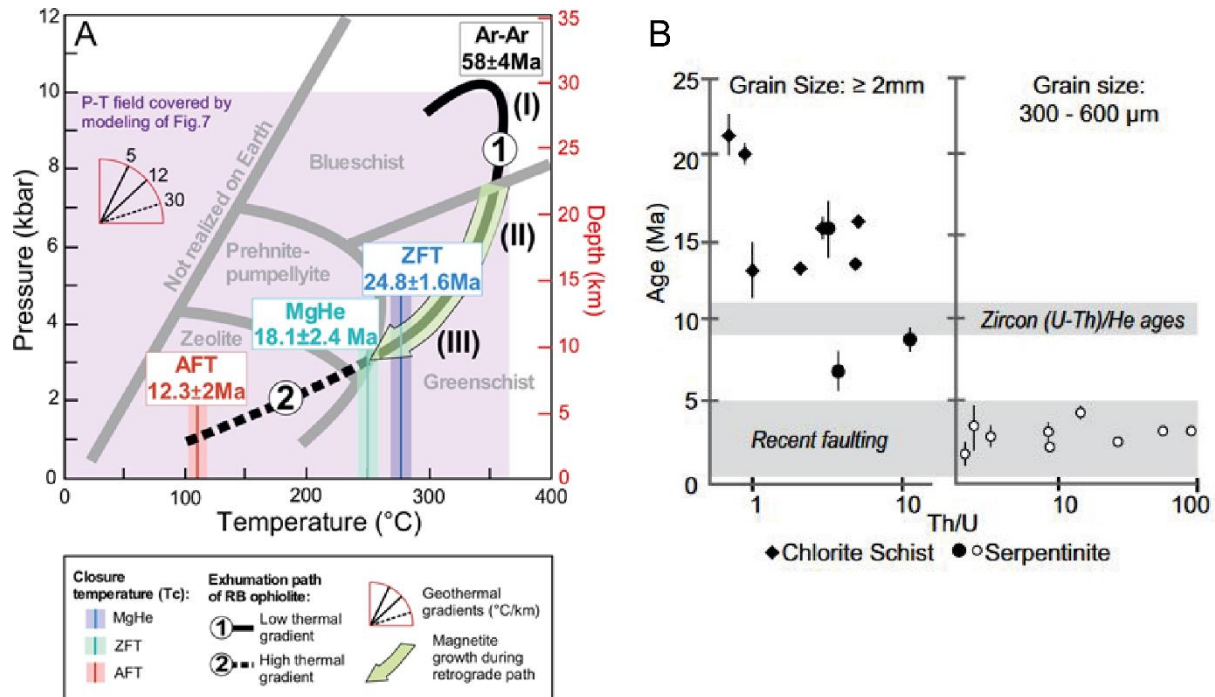 A
12
10
8
6
4
2
0
Pressure (kbar)
0
100
200
300
400
Temperature (°C)
35
30
25
20
15
10
5
0
Depth (km)
Ar-Ar
58±4Ma
P-T field covered by
modeling of Fig.7
5
12
30
Not realized on Earth
Blueschist
(I)
1
(II)
Prehnite-
pumpellyite
ZFT
24.8±1.6Ma
MgHe
18.1±2.4 Ma
(III)
Zeolite
AFT
12.3±2Ma
2
Greenschist
Closure
temperature (Tc):
MgHe
ZFT
AFT
Exhumation path
of RB ophiolite:
1
Low thermal
gradient
2
High thermal
gradient
Geothermal
gradients (°C/km)
Magnetite
growth during
retrograde path
B
25
20
15
10
5
0
Age (Ma)
Grain Size: ≥ 2mm
Grain size:
300 - 600 µm
Zircon (U-Th)/He ages
Recent faulting
1
10
10
100
Th/U
Chlorite Schist
Serpentinite